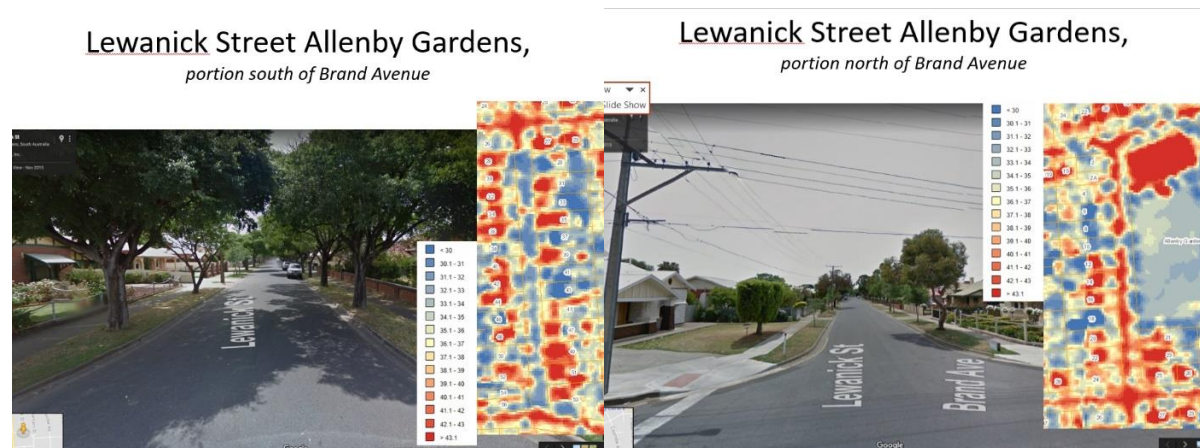 Lewanick Street Allenby Gardens,
portion south of Brand Avenue
Lewanick St
< 30
30.1 - 31
31.1 - 32
32.1 - 33
33.1 - 34
34.1 - 35
35.1 - 36
36.1 - 37
37.1 - 38
38.1 - 39
39.1 - 40
40.1 - 41
41.1 - 42
42.1 - 43
> 43.1
Google
Lewanick Street Allenby Gardens,
portion north of Brand Avenue
Slide Show
Lewanick St
Brand Ave
< 30
30.1 - 31
31.1 - 32
32.1 - 33
33.1 - 34
34.1 - 35
35.1 - 36
36.1 - 37
37.1 - 38
38.1 - 39
39.1 - 40
40.1 - 41
41.1 - 42
42.1 - 43
> 43.1
Google